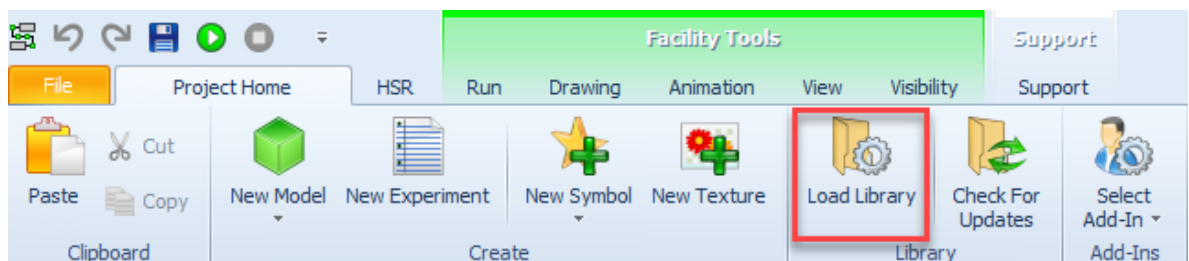 Facility Tools
Support
File
Project Home
HSR
Run
Drawing
Animation
View
Visibility
Support
Paste
Cut
Copy
New Model
New Experiment
New Symbol
New Texture
Load Library
Check For
Updates
Select
Add-In
Clipboard
Create
Library
Add-Ins